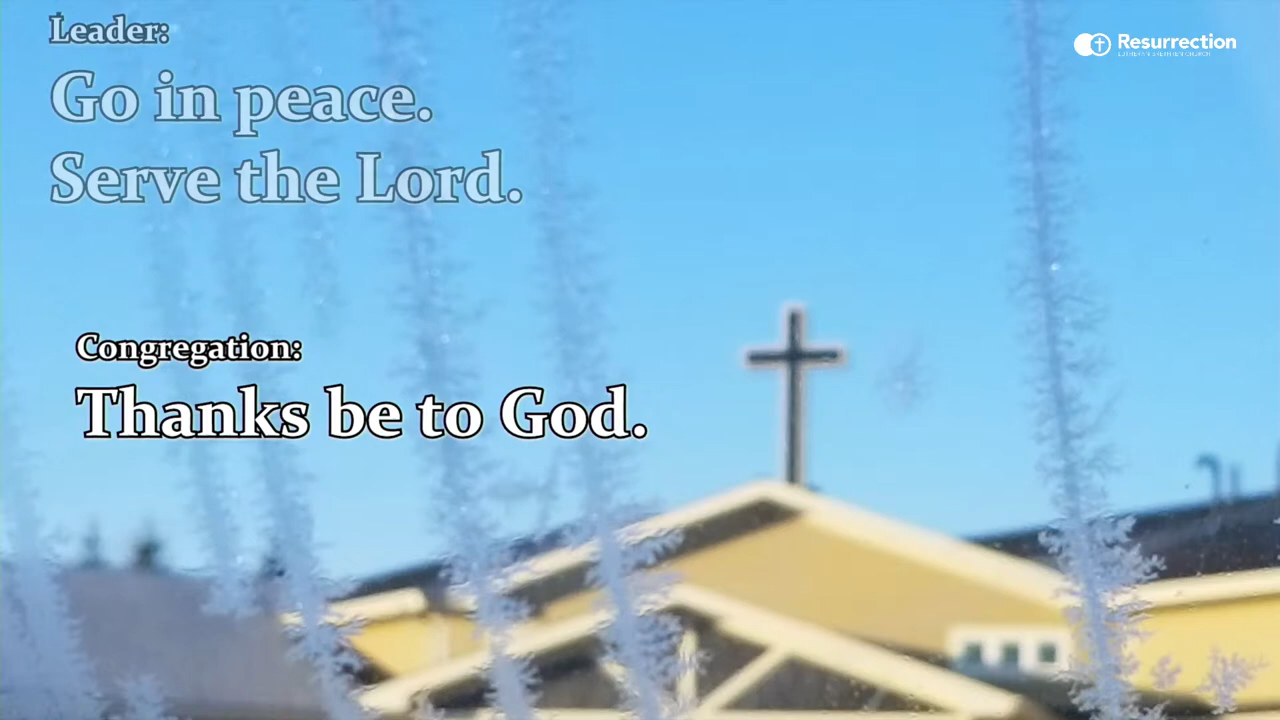 Leader:
Resurrection
Go in peace.
Serve the Lord.
Congregation:
Thanks be to God.